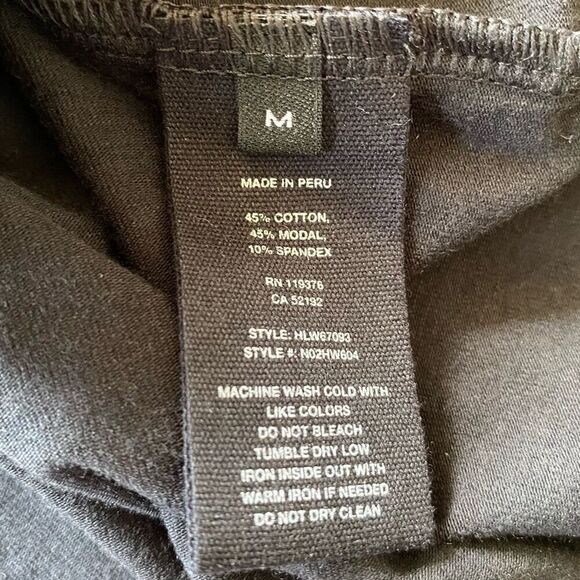 M
MADE IN PERU
45% COTTON,
45% MODAL,
10% SPANDEX
RN 119376
CA 52192
STYLE: HLW67093
STYLE #: N02HW604
MACHINE WASH COLD WITH
LIKE COLORS
DO NOT BLEACH
TUMBLE DRY LOW
IRON INSIDE OUT WITH
WARM IRON IF NEEDED
DO NOT DRY CLEAN